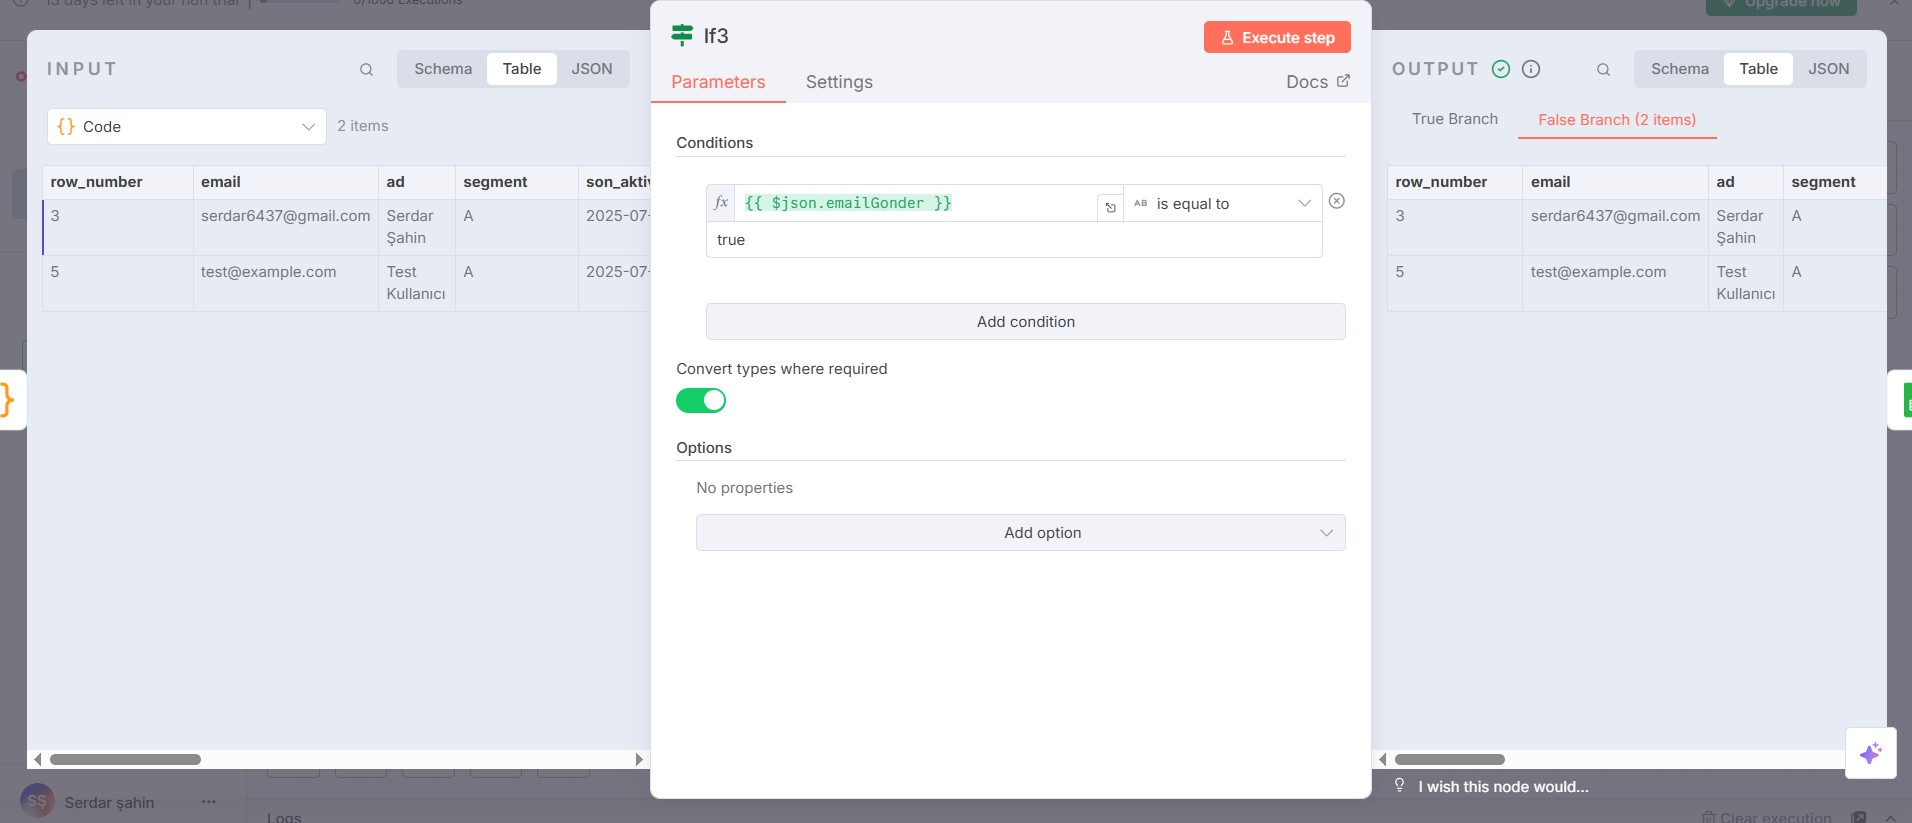 13 days left in your n8n trial
0/1000 Executions
Upgrade now
INPUT
Schema
Table
JSON
{} Code
2 items
row_number
email
ad
segment
son_akti
3
serdar6437@gmail.com
Serdar
Şahin
A
2025-07-
5
test@example.com
Test
Kullanıcı
A
2025-07-
If3
Execute step
Parameters
Settings
Docs
Conditions
fx
{{ $json.emailGonder }}
AB
is equal to
true
Add condition
Convert types where required
Options
No properties
Add option
OUTPUT
Schema
Table
JSON
True Branch
False Branch (2 items)
row_number
email
ad
segment
3
serdar6437@gmail.com
Serdar
Şahin
A
5
test@example.com
Test
Kullanıcı
A
I wish this node would...
SŞ
Serdar şahin
Logs
Clear execution